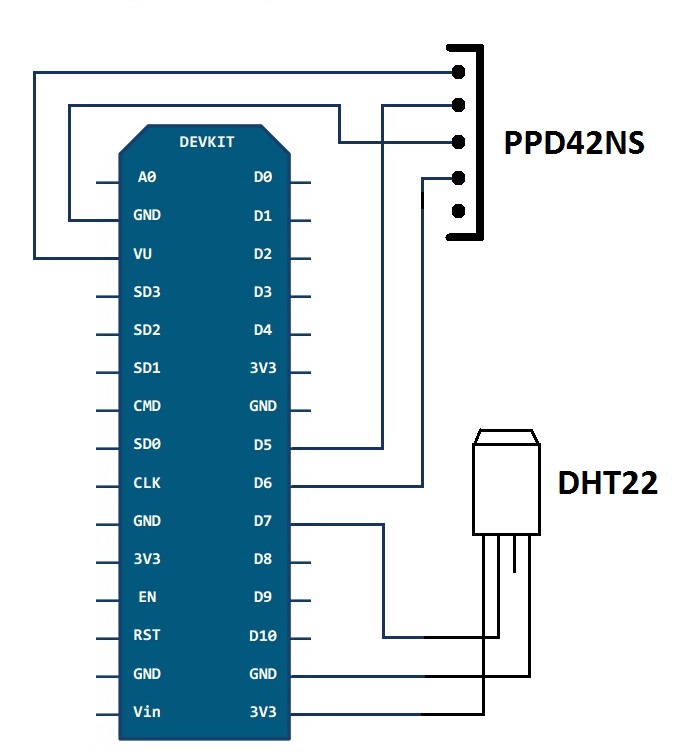 DEVKIT
A0 D0
GND D1
VU D2
SD3 D3
SD2 D4
SD1 3V3
CMD GND
SD0 D5
CLK D6
GND D7
3V3 D8
EN D9
RST D10
GND GND
Vin 3V3
PPD42NS
DHT22